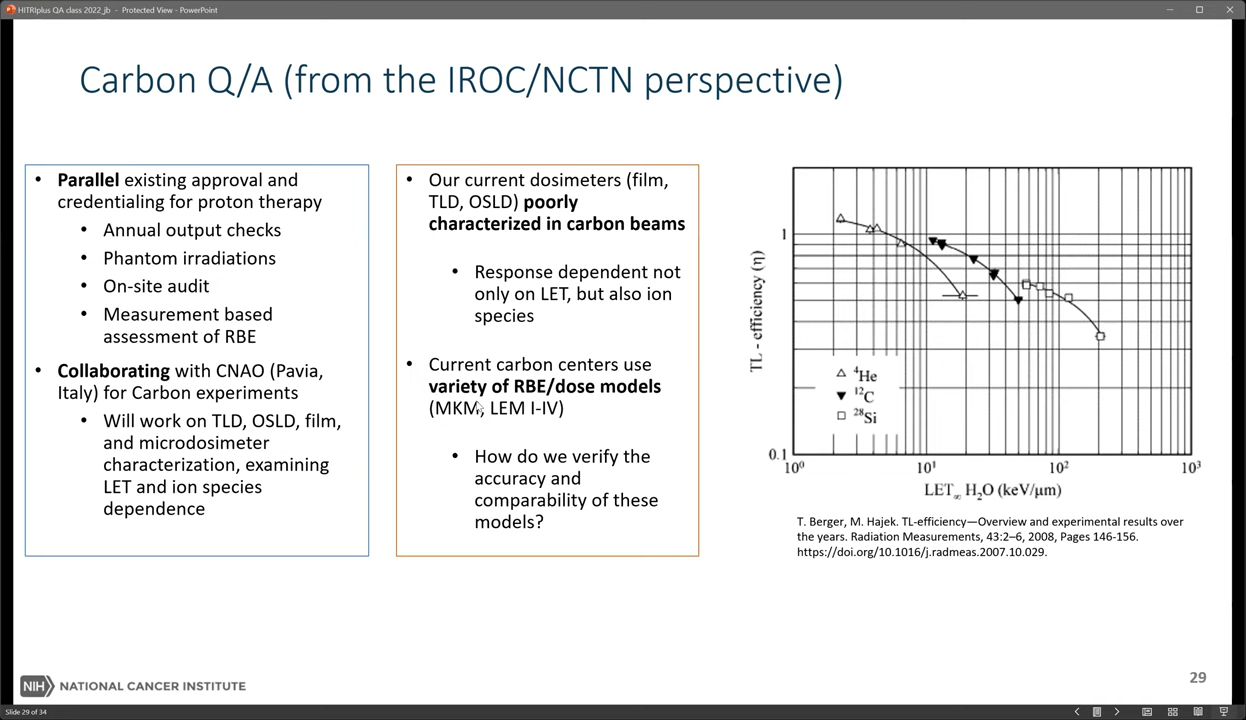 HITRIplus QA class 2022_jb - Protected View - PowerPoint
Carbon Q/A (from the IROC/NCTN perspective)
• Parallel existing approval and
credentialing for proton therapy
• Annual output checks
• Phantom irradiations
• On-site audit
• Measurement based
assessment of RBE
• Collaborating with CNAO (Pavia,
Italy) for Carbon experiments
• Will work on TLD, OSLD, film,
and microdosimeter
characterization, examining
LET and ion species
dependence
• Our current dosimeters (film,
TLD, OSLD) poorly
characterized in carbon beams
• Response dependent not
only on LET, but also ion
species
• Current carbon centers use
variety of RBE/dose models
(MKM, LEM I-IV)
• How do we verify the
accuracy and
comparability of these
models?
TL - efficiency (η)
1
0.1
⁴He
¹²C
²⁸Si
10⁰ 10¹ 10² 10³
LET∞ H₂O (keV/μm)
T. Berger, M. Hajek. TL-efficiency—Overview and experimental results over
the years. Radiation Measurements, 43:2–6, 2008, Pages 146-156.
https://doi.org/10.1016/j.radmeas.2007.10.029.
NIH NATIONAL CANCER INSTITUTE
29
Slide 29 of 34